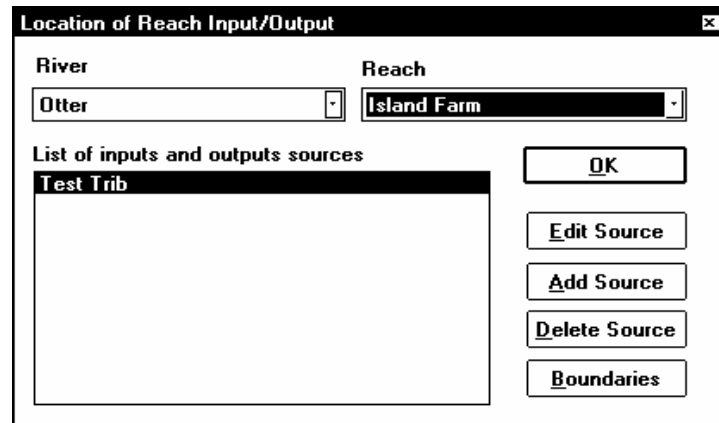 Location of Reach Input/Output
River
Reach
Otter
Island Farm
List of inputs and outputs sources
Test Trib
OK
Edit Source
Add Source
Delete Source
Boundaries